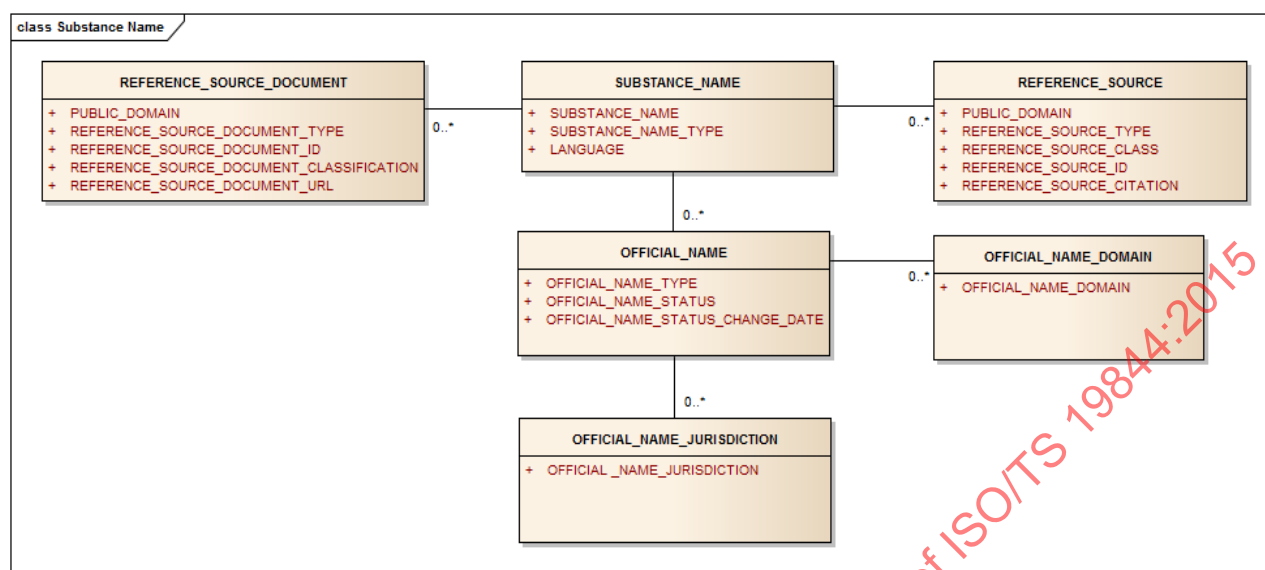 class Substance Name
REFERENCE_SOURCE_DOCUMENT
+ PUBLIC_DOMAIN
+ REFERENCE_SOURCE_DOCUMENT_TYPE
+ REFERENCE_SOURCE_DOCUMENT_ID
+ REFERENCE_SOURCE_DOCUMENT_CLASSIFICATION
+ REFERENCE_SOURCE_DOCUMENT_URL
0..*
SUBSTANCE_NAME
+ SUBSTANCE_NAME
+ SUBSTANCE_NAME_TYPE
+ LANGUAGE
0..*
REFERENCE_SOURCE
+ PUBLIC_DOMAIN
+ REFERENCE_SOURCE_TYPE
+ REFERENCE_SOURCE_CLASS
+ REFERENCE_SOURCE_ID
+ REFERENCE_SOURCE_CITATION
0..*
OFFICIAL_NAME
+ OFFICIAL_NAME_TYPE
+ OFFICIAL_NAME_STATUS
+ OFFICIAL_NAME_STATUS_CHANGE_DATE
0..*
OFFICIAL_NAME_DOMAIN
+ OFFICIAL_NAME_DOMAIN
0..*
OFFICIAL_NAME_JURISDICTION
+ OFFICIAL _NAME_JURISDICTION
of ISO/TS 19844:2015